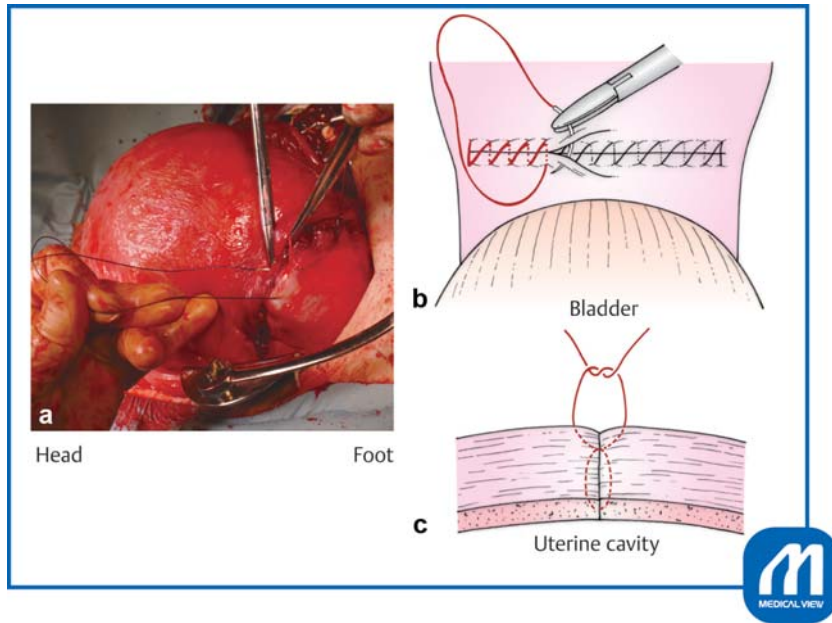 a
Head
Foot
b
Bladder
c
Uterine cavity
M
MEDICAL VIEW